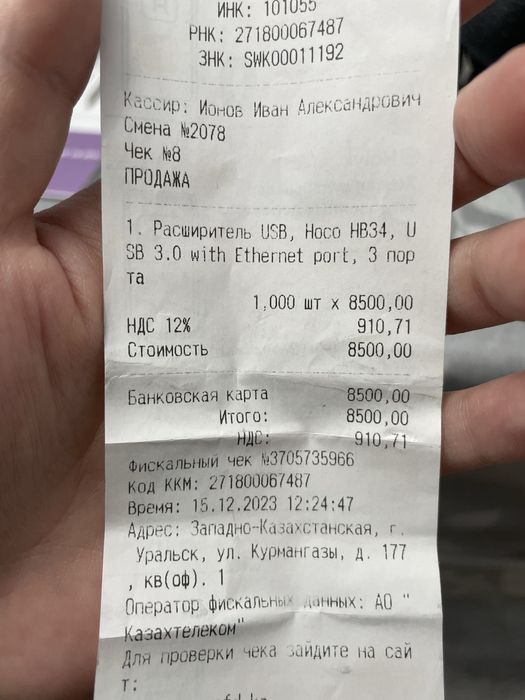 ИНК: 101055
РНК: 271800067487
ЗНК: SWK00011192
Кассир: Ионов Иван Александрович
Смена №2078
Чек №8
ПРОДАЖА
1. Расширитель USB, Hoco HB34, U
SB 3.0 with Ethernet port, 3 пор
та
1,000 шт x 8500,00
НДС 12% 910,71
Стоимость 8500,00
Банковская карта 8500,00
Итого: 8500,00
НДС: 910,71
Фискальный чек №3705735966
Код ККМ: 271800067487
Время: 15.12.2023 12:24:47
Адрес: Западно-Казахстанская, г.
Уральск, ул. Курмангазы, д. 177
, кв(оф). 1
Оператор фискальных данных: АО "
Казахтелеком"
Для проверки чека зайдите на сай
т: